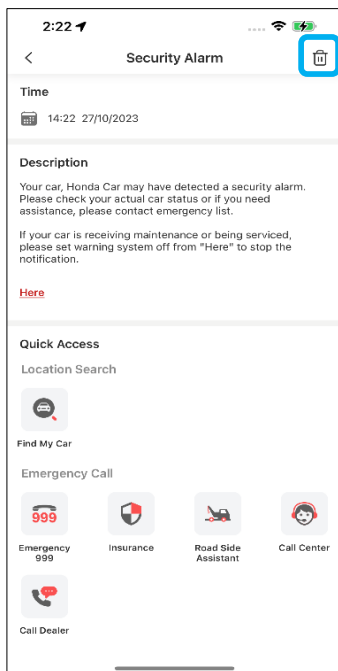 2:22
Security Alarm
Time
14:22 27/10/2023
Description
Your car, Honda Car may have detected a security alarm.
Please check your actual car status or if you need
assistance, please contact emergency list.
If your car is receiving maintenance or being serviced,
please set warning system off from "Here" to stop the
notification.
Here
Quick Access
Location Search
Find My Car
Emergency Call
999
Emergency
999
Insurance
Road Side
Assistant
Call Center
Call Dealer